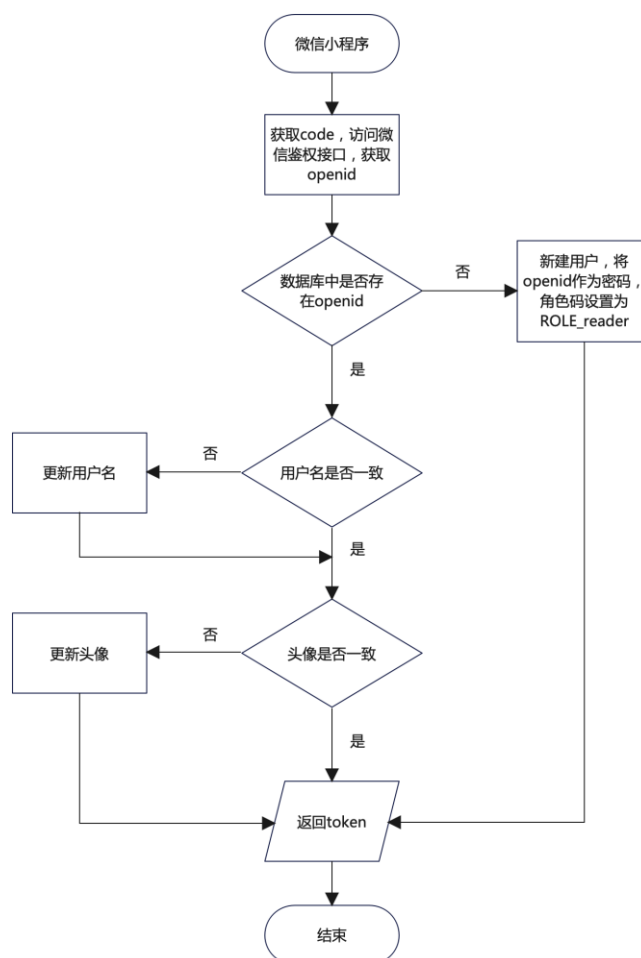 微信小程序
获取code，访问微
信鉴权接口，获取
openid
数据库中是否存
在openid
否
新建用户，将
openid作为密码，
角色码设置为
ROLE_reader
是
更新用户名
否
用户名是否一致
是
更新头像
否
头像是否一致
是
返回token
结束